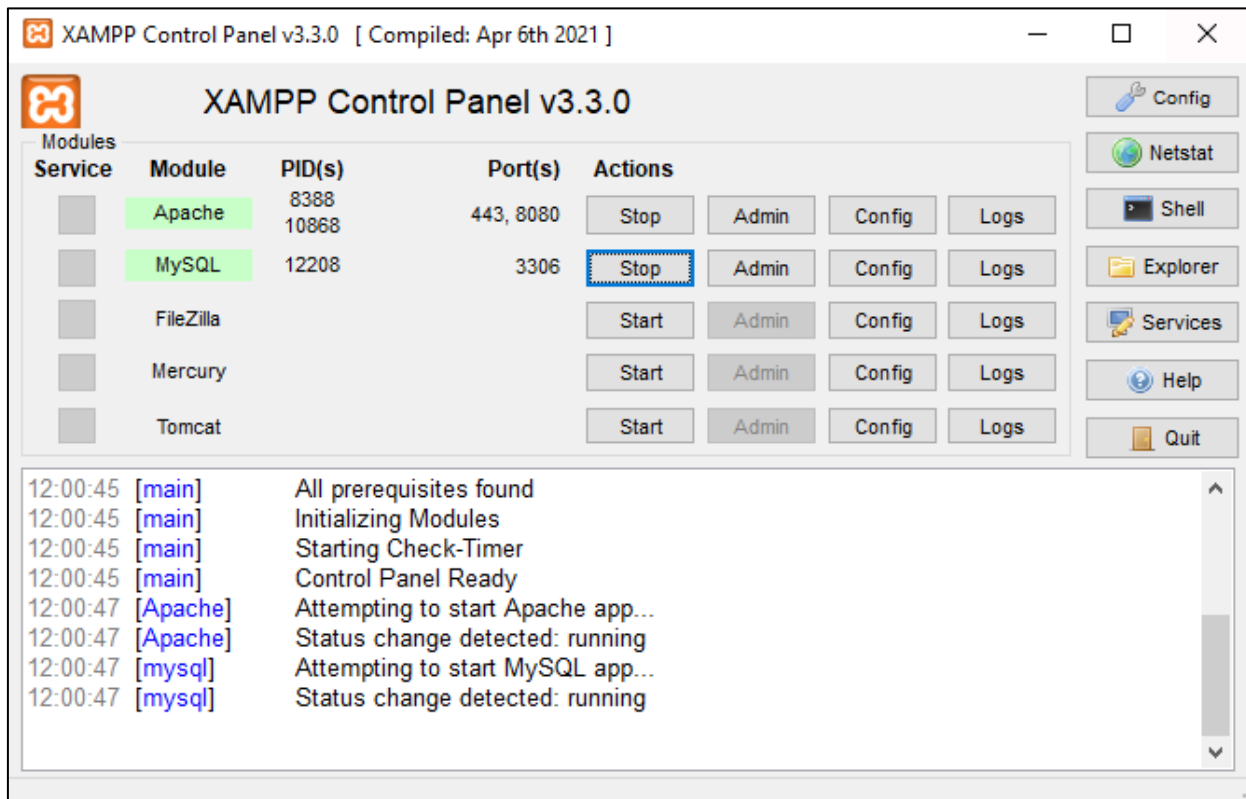 XAMPP Control Panel v3.3.0 [ Compiled: Apr 6th 2021 ]
XAMPP Control Panel v3.3.0
Config
Modules
Service Module PID(s) Port(s) Actions
Netstat
Apache 8388 443, 8080 Stop Admin Config Logs
10868
Shell
MySQL 12208 3306 Stop Admin Config Logs
Explorer
FileZilla Start Admin Config Logs
Services
Mercury Start Admin Config Logs
Help
Tomcat Start Admin Config Logs
Quit
12:00:45 [main] All prerequisites found
12:00:45 [main] Initializing Modules
12:00:45 [main] Starting Check-Timer
12:00:45 [main] Control Panel Ready
12:00:47 [Apache] Attempting to start Apache app...
12:00:47 [Apache] Status change detected: running
12:00:47 [mysql] Attempting to start MySQL app...
12:00:47 [mysql] Status change detected: running